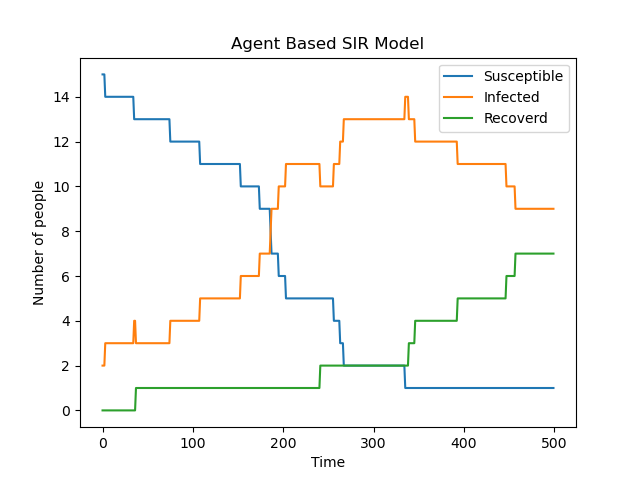 Agent Based SIR Model
Susceptible
Infected
Recoverd
14
12
10
8
6
4
2
0
Number of people
0 100 200 300 400 500
Time